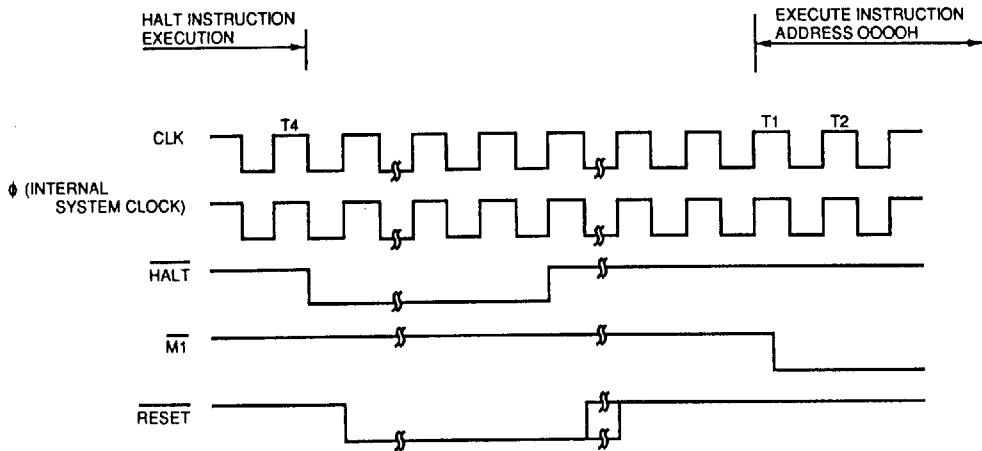 HALT INSTRUCTION
EXECUTION
EXECUTE INSTRUCTION
ADDRESS OOOOH
CLK
T4
T1
T2
ϕ (INTERNAL
SYSTEM CLOCK)
HALT
M1
RESET